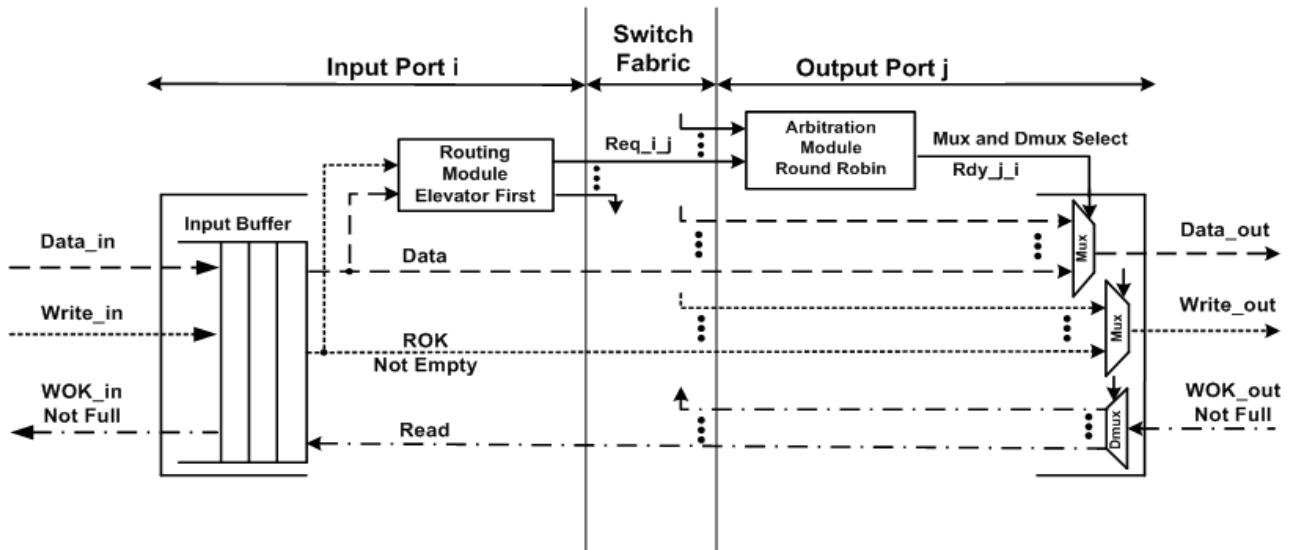 Switch
Fabric
Input Port i
Output Port j
Routing
Module
Elevator First
Req_i_j
Arbitration
Module
Round Robin
Mux and Dmux Select
Rdy_j_i
Input Buffer
Data_in
Data
Mux
Data_out
Write_in
ROK
Not Empty
Mux
Write_out
WOK_in
Not Full
Read
Dmux
WOK_out
Not Full